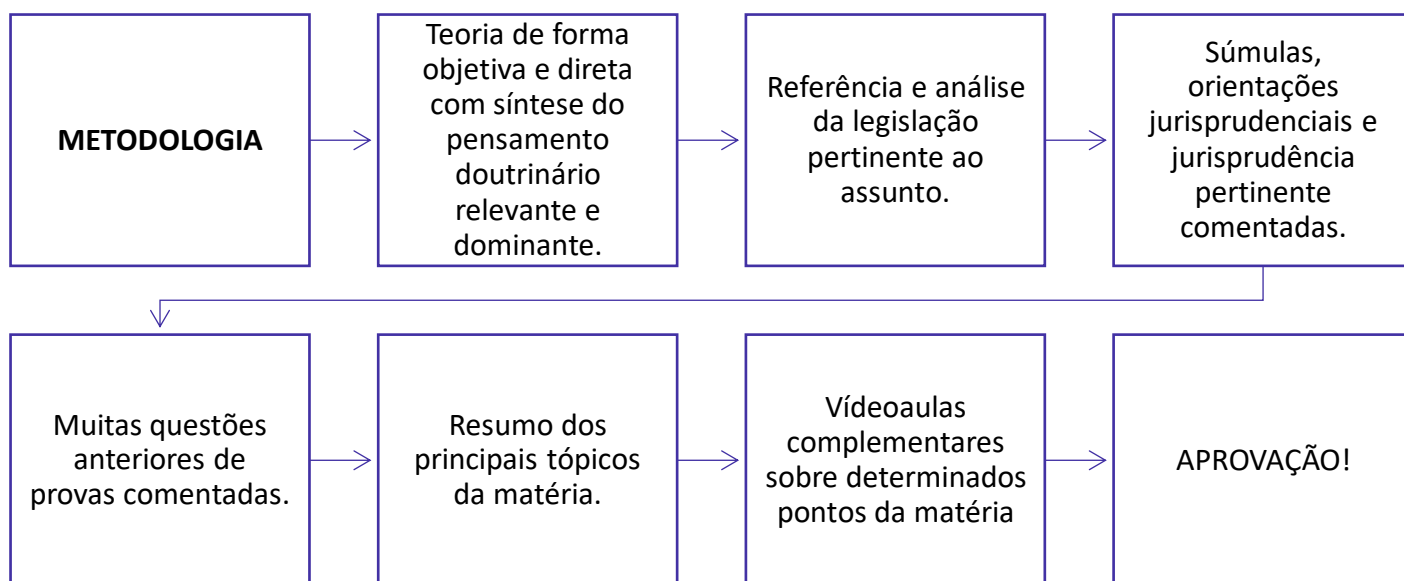 METODOLOGIA
Teoria de forma
objetiva e direta
com síntese do
pensamento
doutrinário
relevante e
dominante.
Referência e análise
da legislação
pertinente ao
assunto.
Súmulas,
orientações
jurisprudenciais e
jurisprudência
pertinente
comentadas.
Muitas questões
anteriores de
provas comentadas.
Resumo dos
principais tópicos
da matéria.
Vídeoaulas
complementares
sobre determinados
pontos da matéria
APROVAÇÃO!